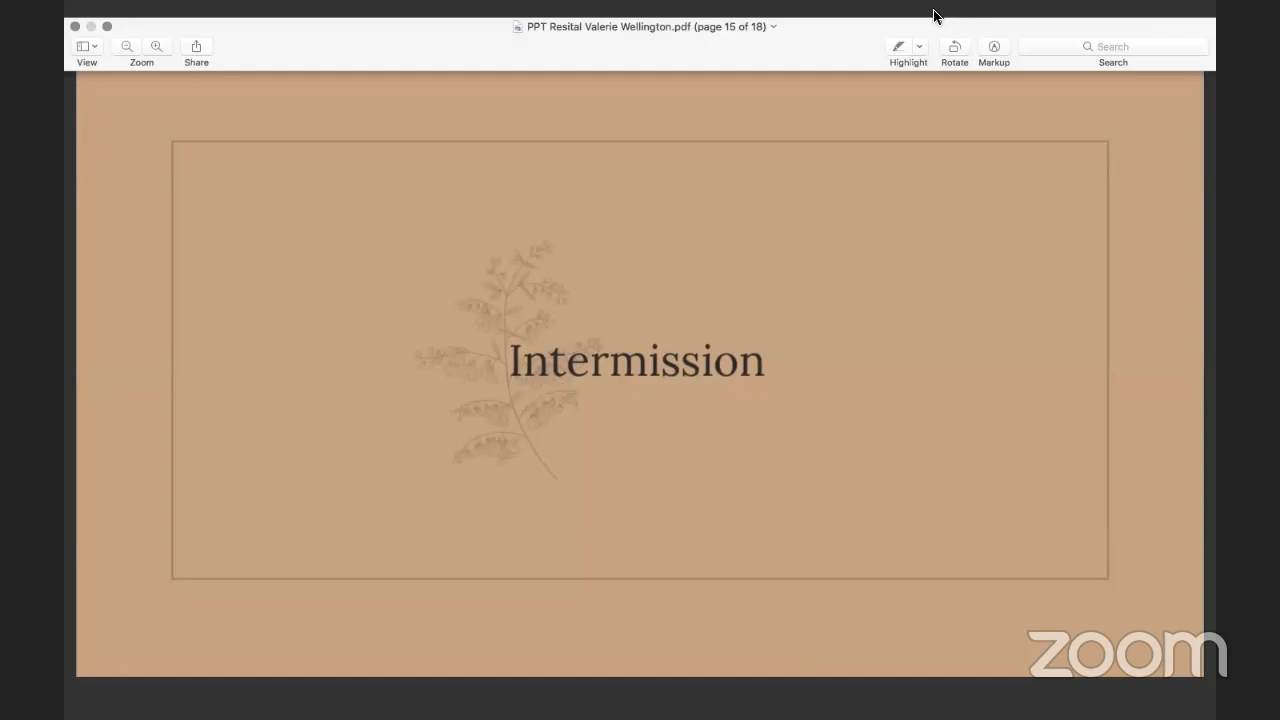 PPT Resital Valerie Wellington.pdf (page 15 of 18)
View
Zoom
Share
Highlight
Rotate
Markup
Search
Search
Intermission
zoom